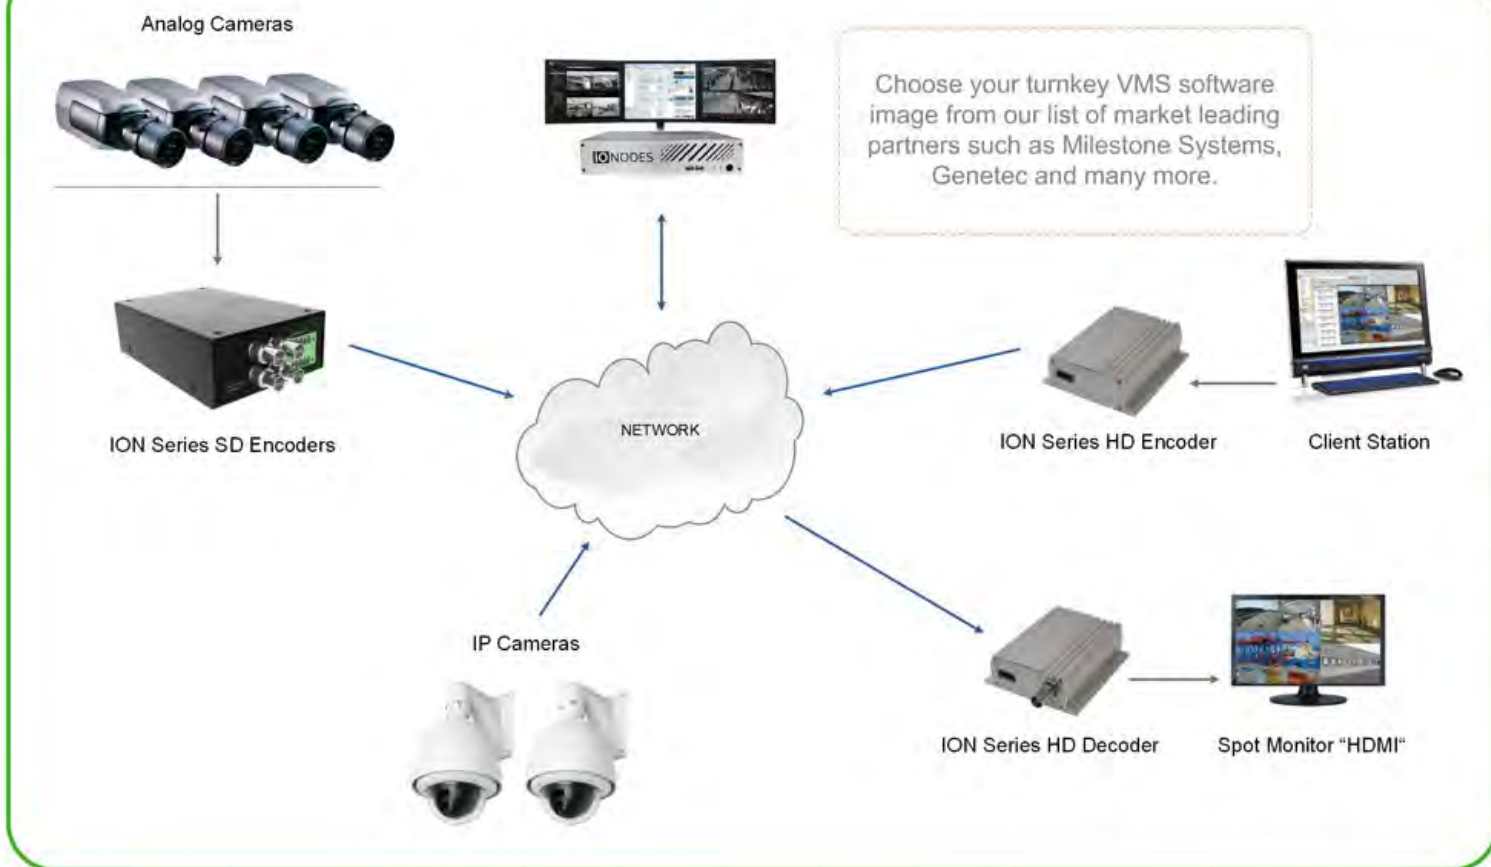 Analog Cameras
Choose your turnkey VMS software
image from our list of market leading
partners such as Milestone Systems,
Genetec and many more.
IONODES
ION Series SD Encoders
NETWORK
ION Series HD Encoder
Client Station
IP Cameras
ION Series HD Decoder
Spot Monitor “HDMI“